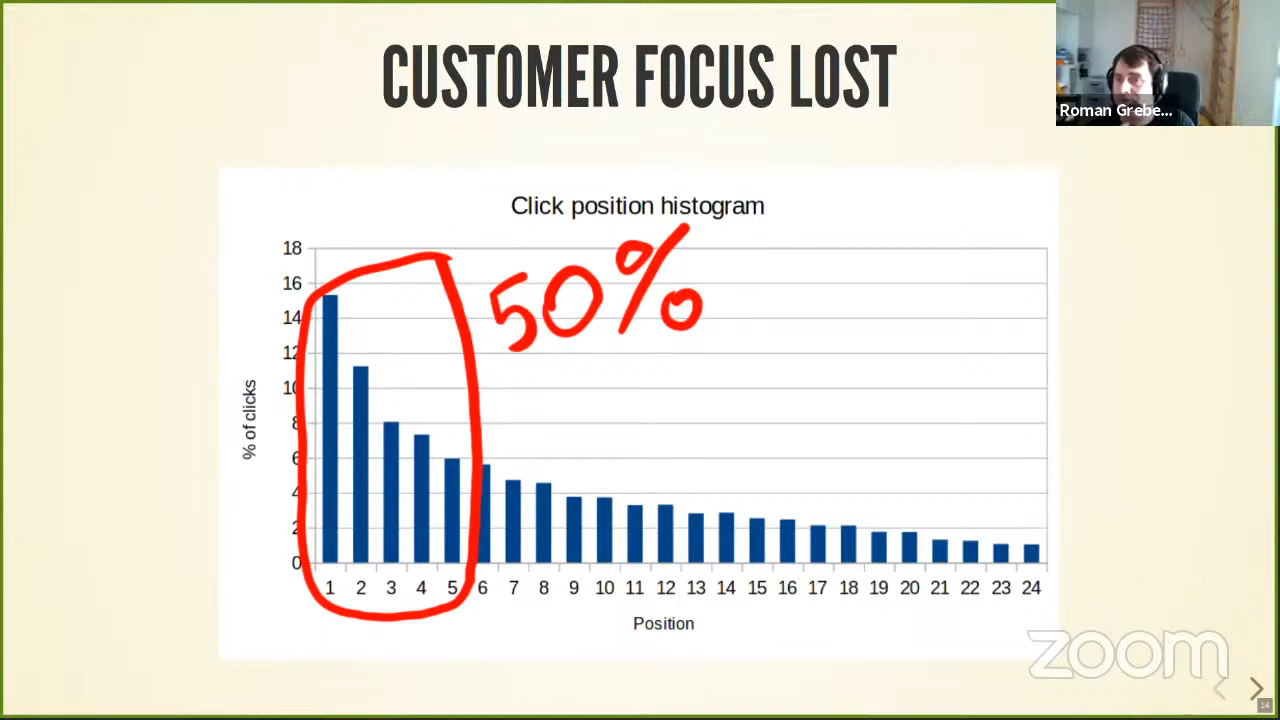 CUSTOMER FOCUS LOST
Roman Grebe...
Click position histogram
50%
18
16
14
12
10
8
6
4
2
0
% of clicks
1 2 3 4 5 6 7 8 9 10 11 12 13 14 15 16 17 18 19 20 21 22 23 24
Position
zoom
14